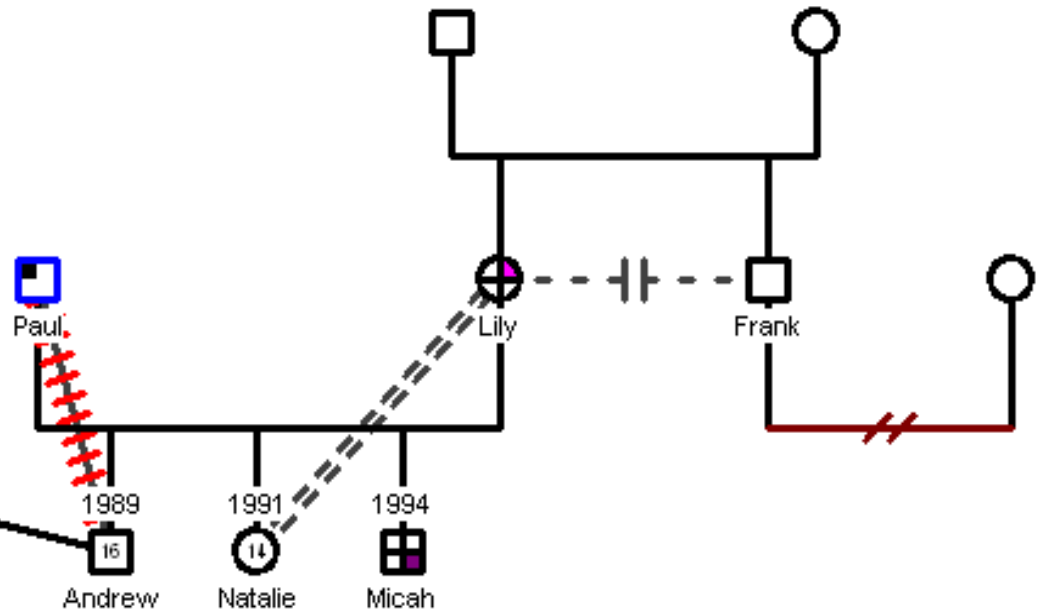 Paul
Lily
Frank
1989
1991
1994
16
14
Andrew
Natalie
Micah